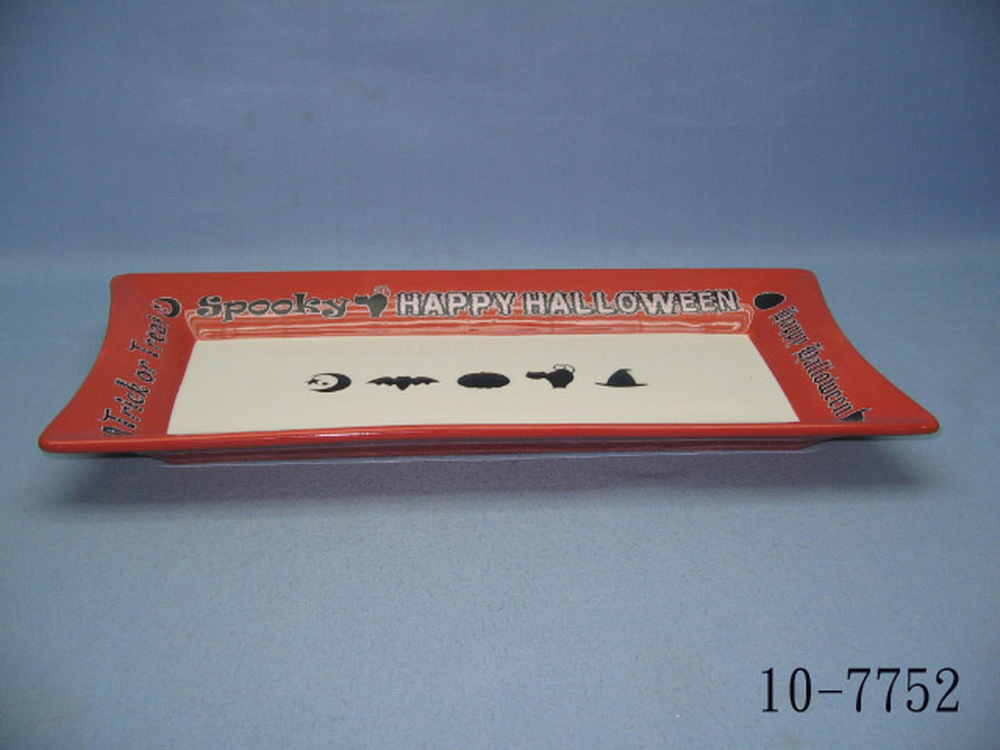 Spooky HAPPY HALLOWEEN
Trick or Treat
Happy Halloween
10-7752